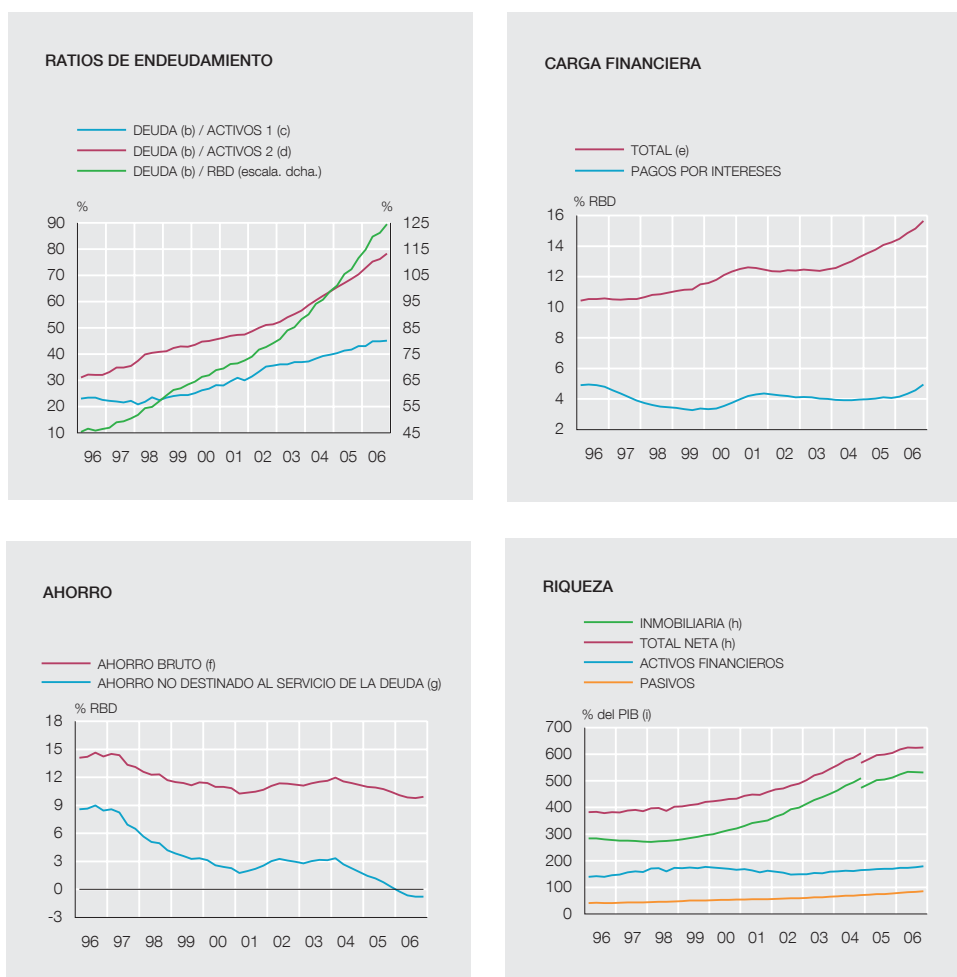 RATIOS DE ENDEUDAMIENTO
DEUDA (b) / ACTIVOS 1 (c)
DEUDA (b) / ACTIVOS 2 (d)
DEUDA (b) / RBD (escala. dcha.)
% %
90 125
80 115
70 105
60 95
50 85
40 75
30 65
20 55
10 45
96 97 98 99 00 01 02 03 04 05 06
CARGA FINANCIERA
TOTAL (e)
PAGOS POR INTERESES
% RBD
16
14
12
10
8
6
4
2
96 97 98 99 00 01 02 03 04 05 06
AHORRO
AHORRO BRUTO (f)
AHORRO NO DESTINADO AL SERVICIO DE LA DEUDA (g)
% RBD
18
15
12
9
6
3
0
-3
96 97 98 99 00 01 02 03 04 05 06
RIQUEZA
INMOBILIARIA (h)
TOTAL NETA (h)
ACTIVOS FINANCIEROS
PASIVOS
% del PIB (i)
700
600
500
400
300
200
100
0
96 97 98 99 00 01 02 03 04 05 06